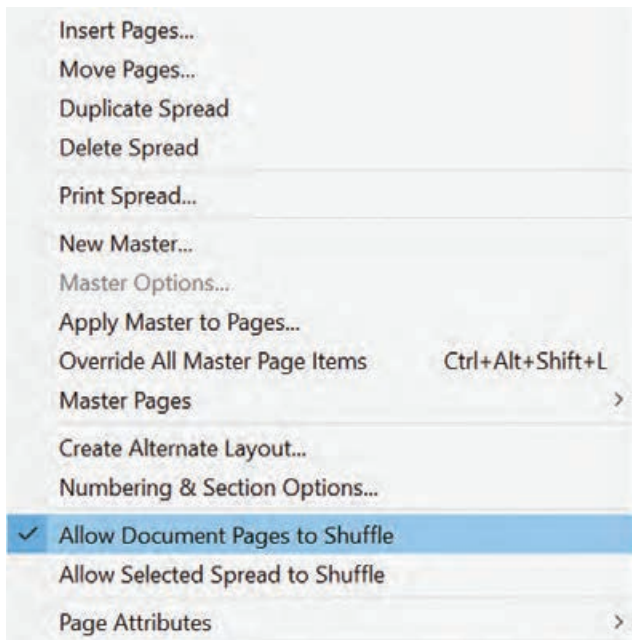 Insert Pages...
Move Pages...
Duplicate Spread
Delete Spread
Print Spread...
New Master...
Master Options...
Apply Master to Pages...
Override All Master Page Items Ctrl+Alt+Shift+L
Master Pages
Create Alternate Layout...
Numbering & Section Options...
Allow Document Pages to Shuffle
Allow Selected Spread to Shuffle
Page Attributes